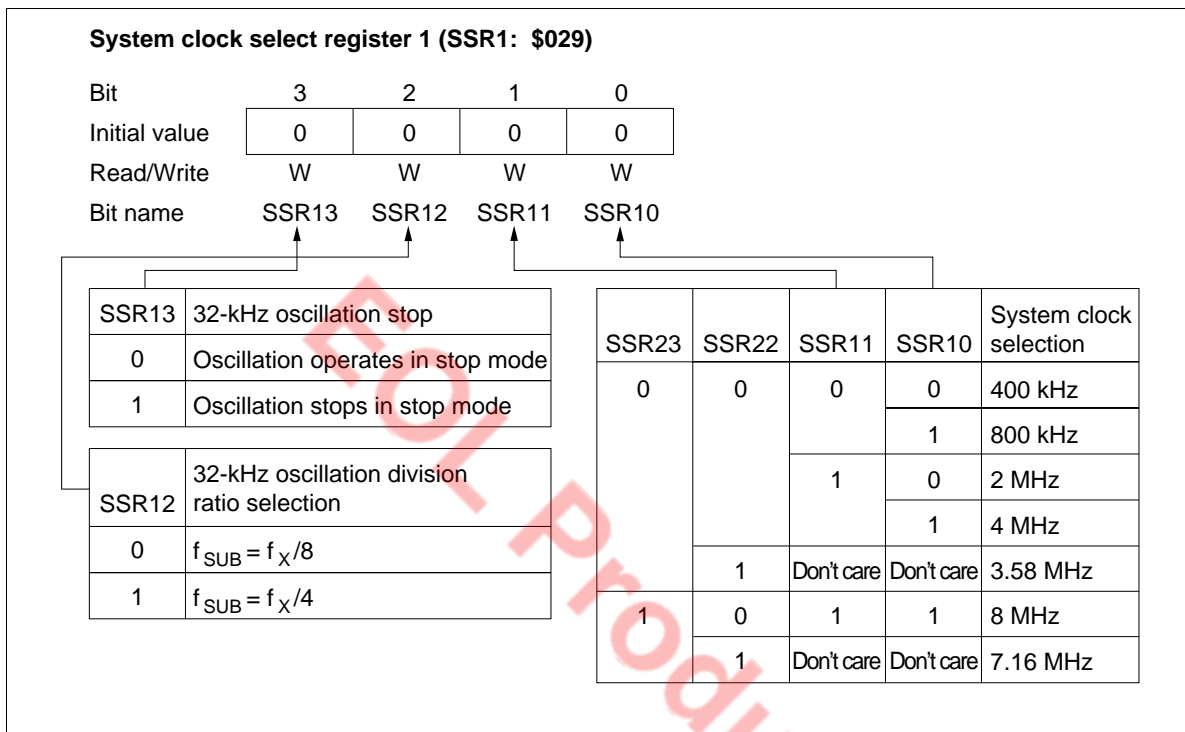 System clock select register 1 (SSR1: $029)
Bit 3 2 1 0
Initial value 0 0 0 0
Read/Write W W W W
Bit name SSR13 SSR12 SSR11 SSR10
SSR13 32-kHz oscillation stop
0 Oscillation operates in stop mode
1 Oscillation stops in stop mode
SSR12 32-kHz oscillation division
ratio selection
0 f SUB = f X /8
1 f SUB = f X /4
SSR23 SSR22 SSR11 SSR10 System clock
selection
0 0 0 0 400 kHz
1 800 kHz
1 0 2 MHz
1 4 MHz
1 Don't care Don't care 3.58 MHz
1 0 1 1 8 MHz
1 Don't care Don't care 7.16 MHz
EOL